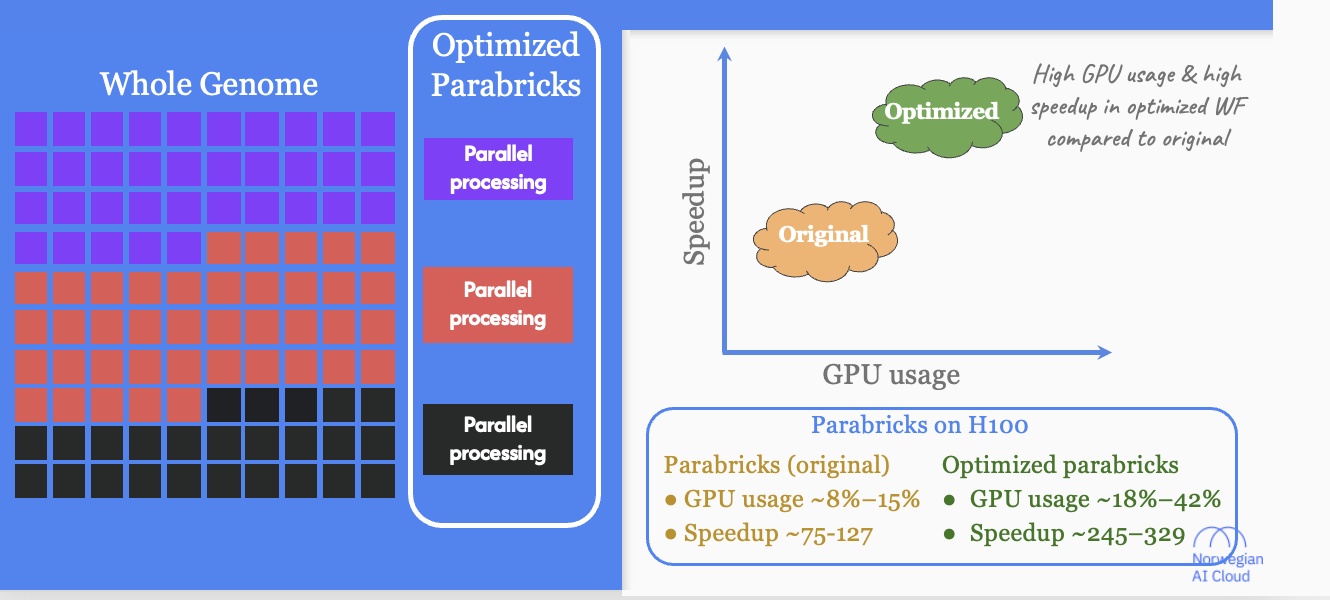 Whole Genome
Optimized
Parabricks
Parallel
processing
Parallel
processing
Parallel
processing
Speedup
GPU usage
Optimized
Original
High GPU usage & high
speedup in optimized WF
compared to original
Parabricks on H100
Parabricks (original)
● GPU usage ~8%–15%
● Speedup ~75-127
Optimized parabricks
● GPU usage ~18%–42%
● Speedup ~245–329
Norwegian
AI Cloud